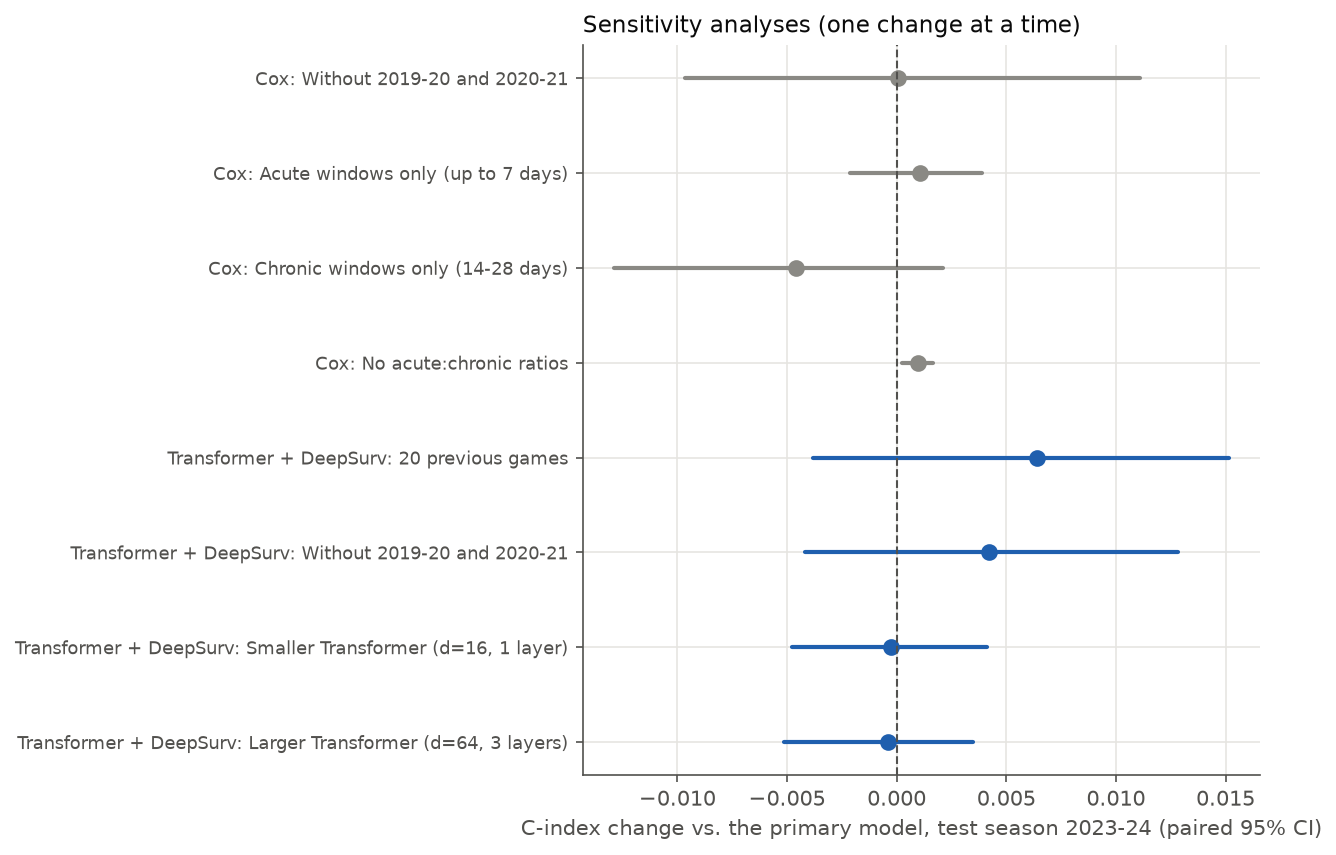 Sensitivity analyses (one change at a time)
Cox: Without 2019-20 and 2020-21
Cox: Acute windows only (up to 7 days)
Cox: Chronic windows only (14-28 days)
Cox: No acute:chronic ratios
Transformer + DeepSurv: 20 previous games
Transformer + DeepSurv: Without 2019-20 and 2020-21
Transformer + DeepSurv: Smaller Transformer (d=16, 1 layer)
Transformer + DeepSurv: Larger Transformer (d=64, 3 layers)
−0.010 −0.005 0.000 0.005 0.010 0.015
C-index change vs. the primary model, test season 2023-24 (paired 95% CI)